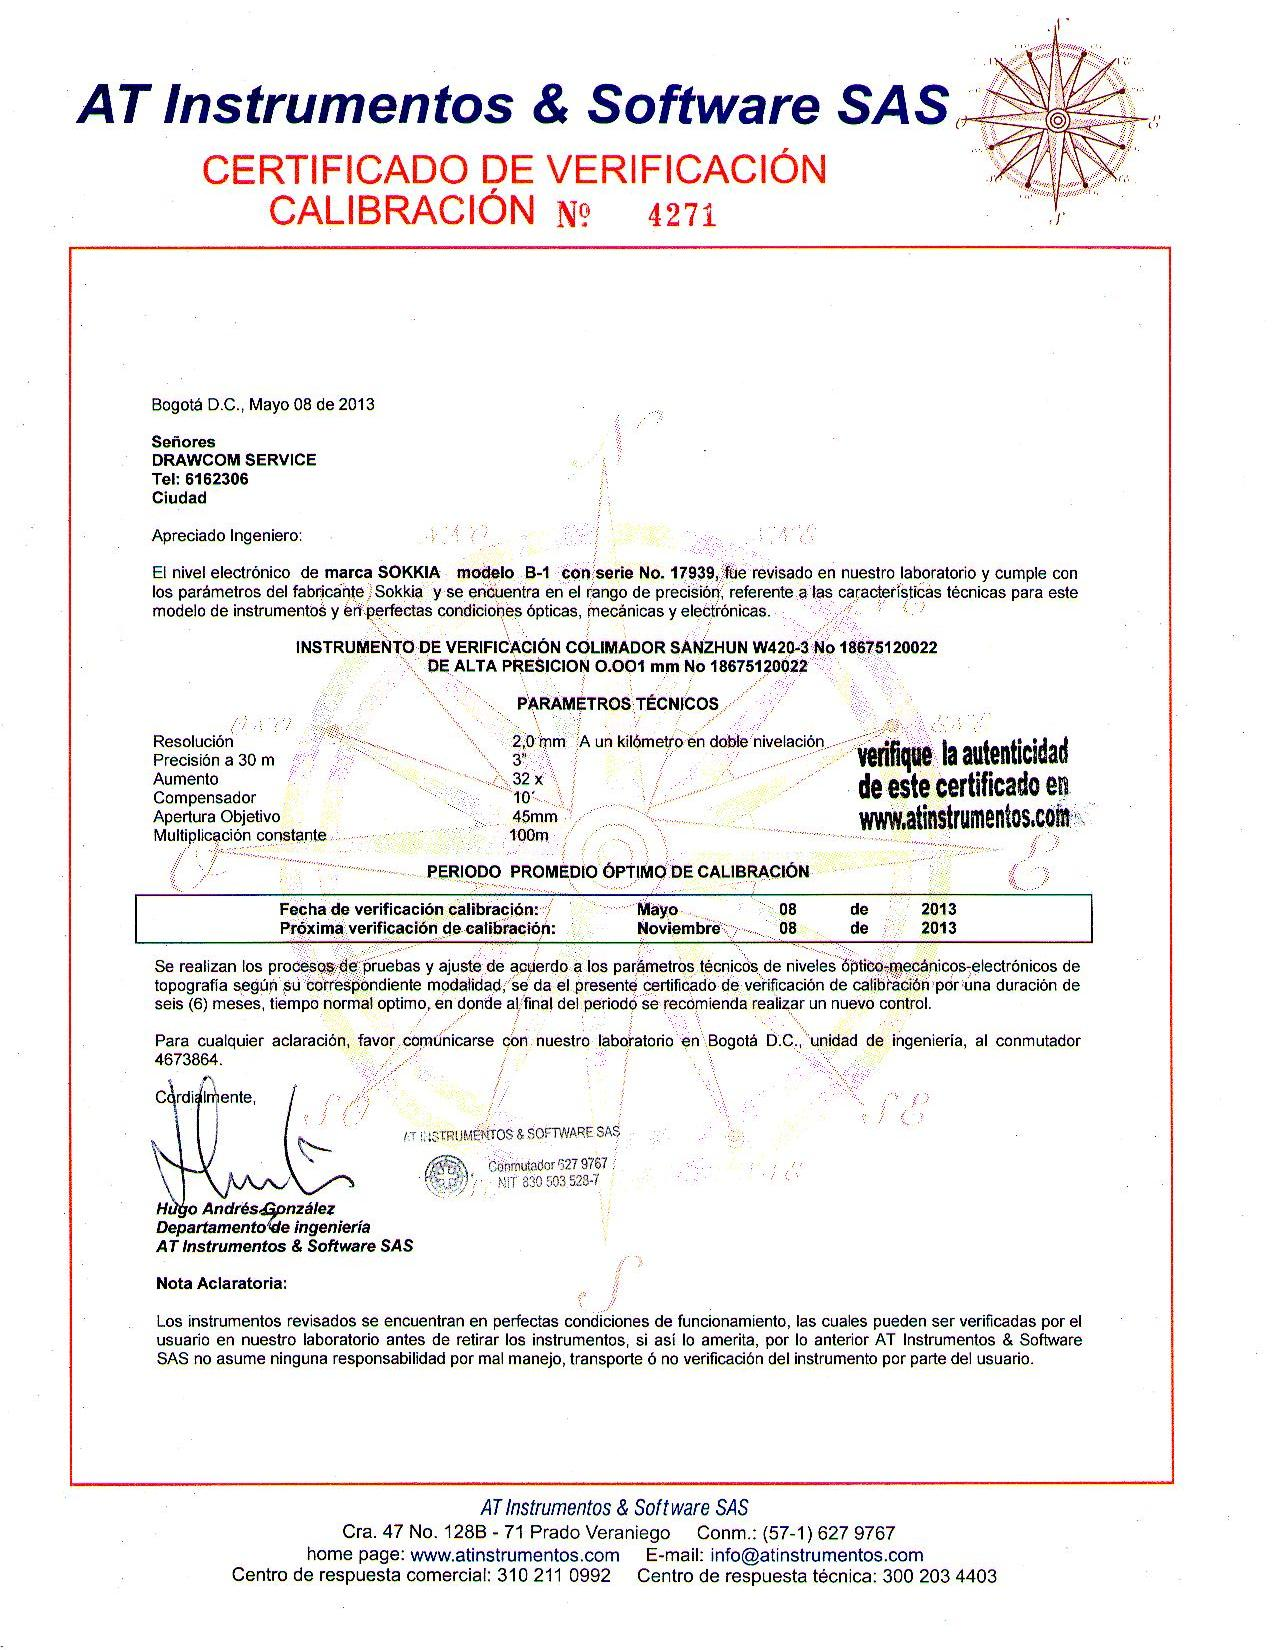 AT Instrumentos & Software SAS
CERTIFICADO DE VERIFICACIÓN
CALIBRACIÓN Nº 4271
Bogotá D.C., Mayo 08 de 2013
Señores
DRAWCOM SERVICE
Tel: 6162306
Ciudad
Apreciado Ingeniero:
El nivel electrónico de marca SOKKIA modelo B-1 con serie No. 17939, fue revisado en nuestro laboratorio y cumple con
los parámetros del fabricante Sokkia y se encuentra en el rango de precisión, referente a las características técnicas para este
modelo de instrumentos y en perfectas condiciones ópticas, mecánicas y electrónicas.
INSTRUMENTO DE VERIFICACIÓN COLIMADOR SANZHUN W420-3 No 18675120022
DE ALTA PRESICION O.OO1 mm No 18675120022
PARAMETROS TÉCNICOS
Resolución 2,0 mm A un kilómetro en doble nivelación
Precisión a 30 m 3"
Aumento 32 x
Compensador 10´
Apertura Objetivo 45mm
Multiplicación constante 100m
verifique la autenticidad
de este certificado en
www.atinstrumentos.com
PERIODO PROMEDIO ÓPTIMO DE CALIBRACIÓN
Fecha de verificación calibración: Mayo 08 de 2013
Próxima verificación de calibración: Noviembre 08 de 2013
Se realizan los procesos de pruebas y ajuste de acuerdo a los parámetros técnicos de niveles óptico-mecánicos-electrónicos de
topografía según su correspondiente modalidad, se da el presente certificado de verificación de calibración por una duración de
seis (6) meses, tiempo normal optimo, en donde al final del periodo se recomienda realizar un nuevo control.
Para cualquier aclaración, favor comunicarse con nuestro laboratorio en Bogotá D.C., unidad de ingeniería, al conmutador
4673864.
Cordialmente,
AT INSTRUMENTOS & SOFTWARE SAS
Conmutador 627 9767
NIT 830 503 528-7
Hugo Andrés González
Departamento de ingeniería
AT Instrumentos & Software SAS
Nota Aclaratoria:
Los instrumentos revisados se encuentran en perfectas condiciones de funcionamiento, las cuales pueden ser verificadas por el
usuario en nuestro laboratorio antes de retirar los instrumentos, si así lo amerita, por lo anterior AT Instrumentos & Software
SAS no asume ninguna responsabilidad por mal manejo, transporte ó no verificación del instrumento por parte del usuario.
AT Instrumentos & Software SAS
Cra. 47 No. 128B - 71 Prado Veraniego Conm.: (57-1) 627 9767
home page: www.atinstrumentos.com E-mail: info@atinstrumentos.com
Centro de respuesta comercial: 310 211 0992 Centro de respuesta técnica: 300 203 4403